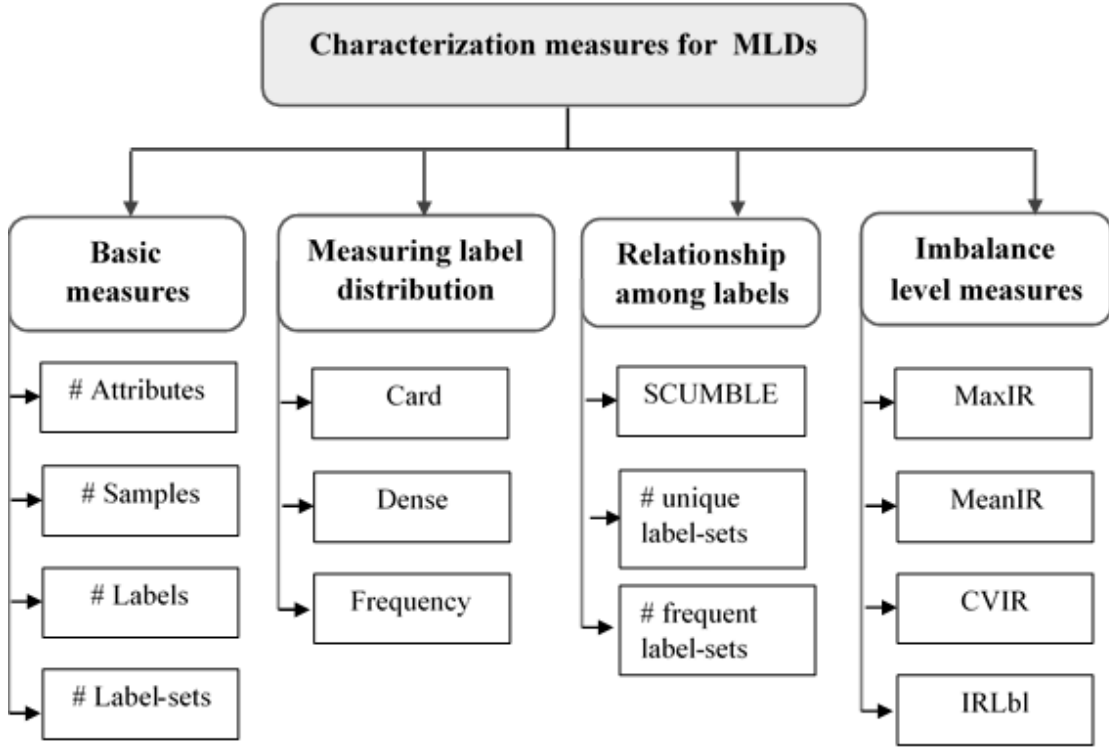 Characterization measures for MLDs
Basic
measures
# Attributes
# Samples
# Labels
# Label-sets
Measuring label
distribution
Card
Dense
Frequency
Relationship
among labels
SCUMBLE
# unique
label-sets
# frequent
label-sets
Imbalance
level measures
MaxIR
MeanIR
CVIR
IRLbl